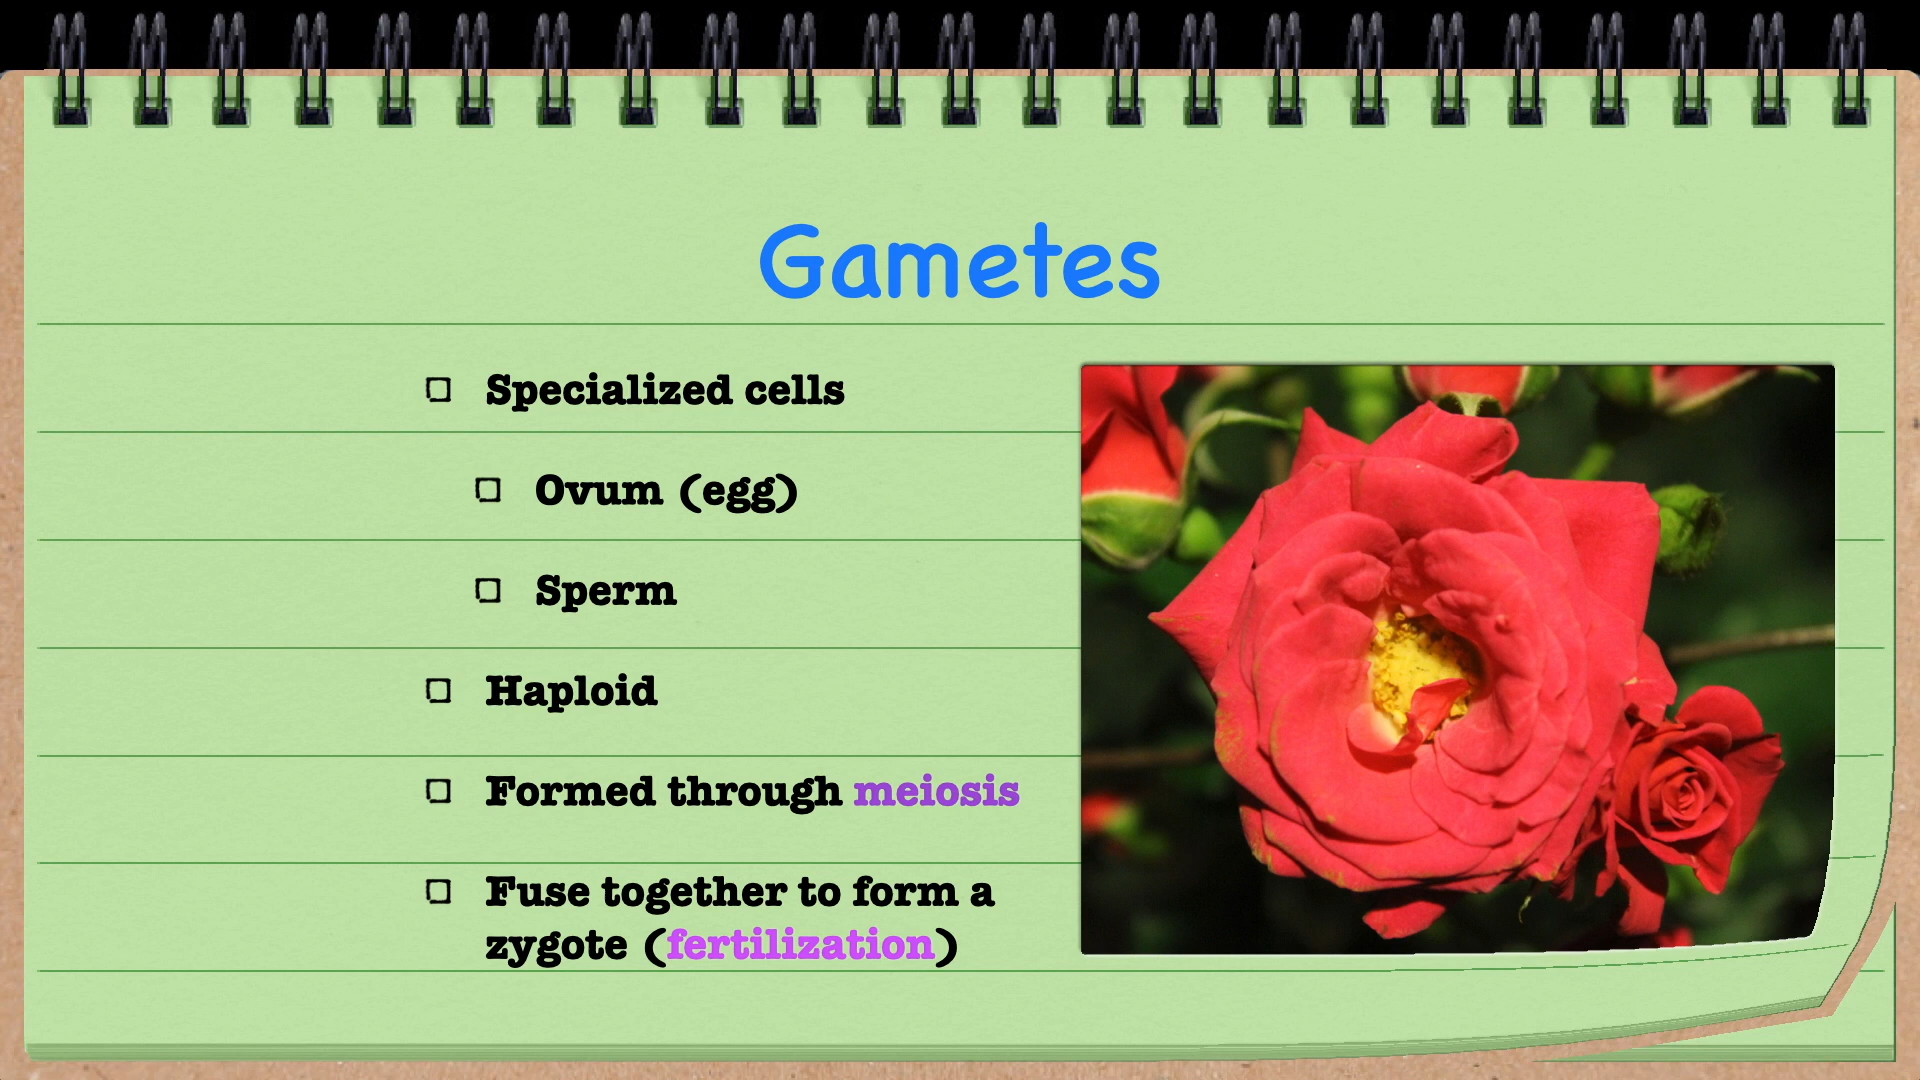 Gametes
Specialized cells
Ovum (egg)
Sperm
Haploid
Formed through meiosis
Fuse together to form a
zygote (fertilization)